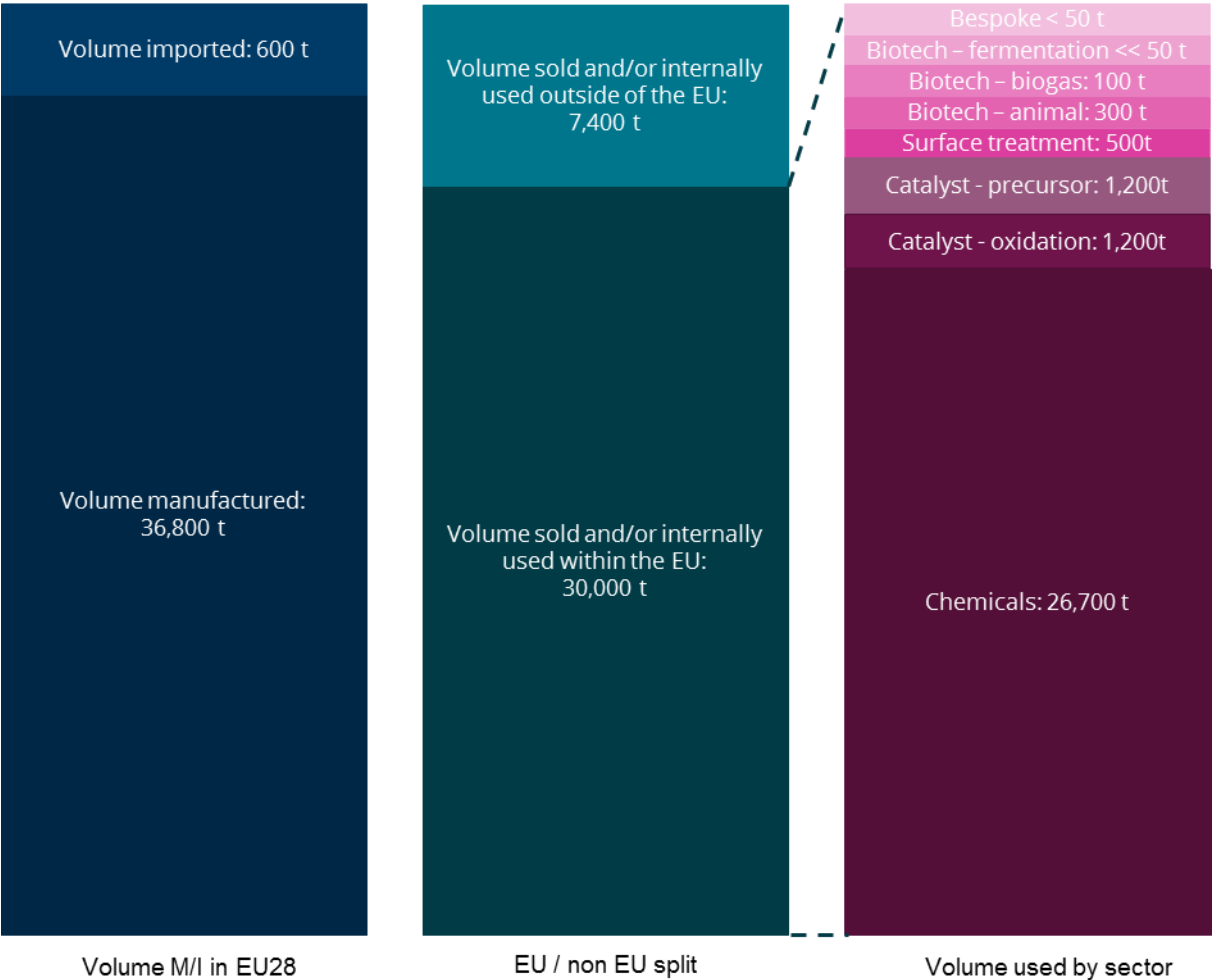 Volume imported: 600 t
Volume manufactured:
36,800 t
Volume M/I in EU28
Volume sold and/or internally
used outside of the EU:
7,400 t
Volume sold and/or internally
used within the EU:
30,000 t
EU / non EU split
Bespoke < 50 t
Biotech – fermentation << 50 t
Biotech – biogas: 100 t
Biotech – animal: 300 t
Surface treatment: 500t
Catalyst - precursor: 1,200t
Catalyst - oxidation: 1,200t
Chemicals: 26,700 t
Volume used by sector